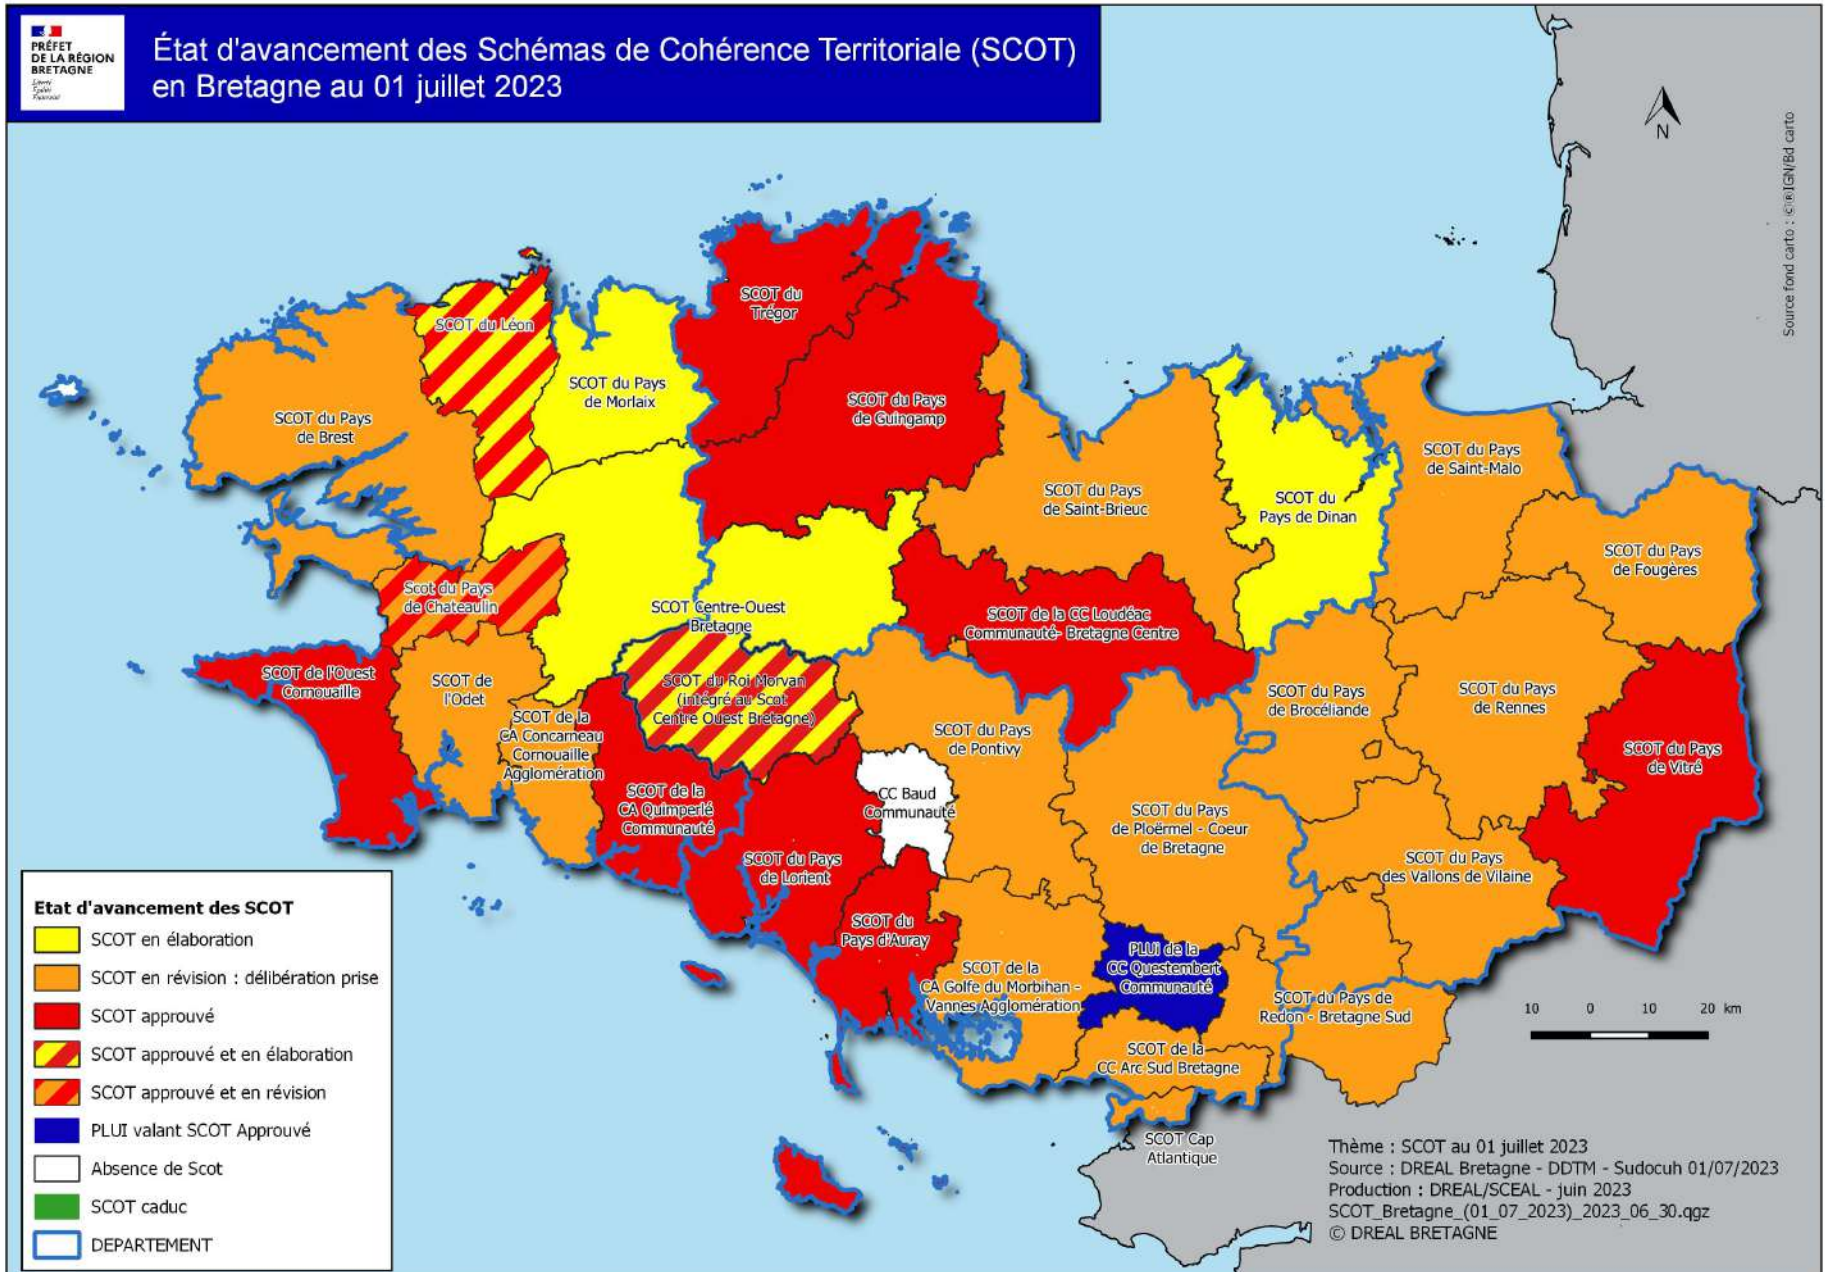 PRÉFET
DE LA RÉGION
BRETAGNE
Liberté
Égalité
Fraternité
État d'avancement des Schémas de Cohérence Territoriale (SCOT)
en Bretagne au 01 juillet 2023
N
Source fond carto : ©®IGN/Bd carto
SCOT du
Trégor
SCOT du Léon
SCOT du Pays
de Morlaix
SCOT du Pays
de Guingamp
SCOT du Pays
de Brest
SCOT du Pays
de Saint-Malo
SCOT du Pays
de Saint-Brieuc
SCOT du
Pays de Dinan
SCOT du Pays
de Fougères
Scot du Pays
de Chateaulin
SCOT Centre-Ouest
Bretagne
SCOT de la CC Loudéac
Communauté- Bretagne Centre
SCOT de l'Ouest
Cornouaille
SCOT de
l'Odet
SCOT du Roi Morvan
(intégré au Scot
Centre Ouest Bretagne)
SCOT du Pays
de Brocéliande
SCOT du Pays
de Rennes
SCOT de la
CA Concarneau
Cornouaille
Agglomération
SCOT du Pays
de Pontivy
SCOT du Pays
de Vitré
SCOT de la
CA Quimperlé
Communauté
CC Baud
Communauté
SCOT du Pays
de Ploërmel - Coeur
de Bretagne
SCOT du Pays
de Lorient
SCOT du Pays
des Vallons de Vilaine
SCOT du
Pays d'Auray
PLUi de la
CC Questembert
Communauté
SCOT de la
CA Golfe du Morbihan -
Vannes Agglomération
SCOT du Pays de
Redon - Bretagne Sud
SCOT de la
CC Arc Sud Bretagne
SCOT Cap
Atlantique
10 0 10 20 km
Etat d'avancement des SCOT
SCOT en élaboration
SCOT en révision : délibération prise
SCOT approuvé
SCOT approuvé et en élaboration
SCOT approuvé et en révision
PLUI valant SCOT Approuvé
Absence de Scot
SCOT caduc
DEPARTEMENT
Thème : SCOT au 01 juillet 2023
Source : DREAL Bretagne - DDTM - Sudocuh 01/07/2023
Production : DREAL/SCEAL - juin 2023
SCOT_Bretagne_(01_07_2023)_2023_06_30.qgz
© DREAL BRETAGNE